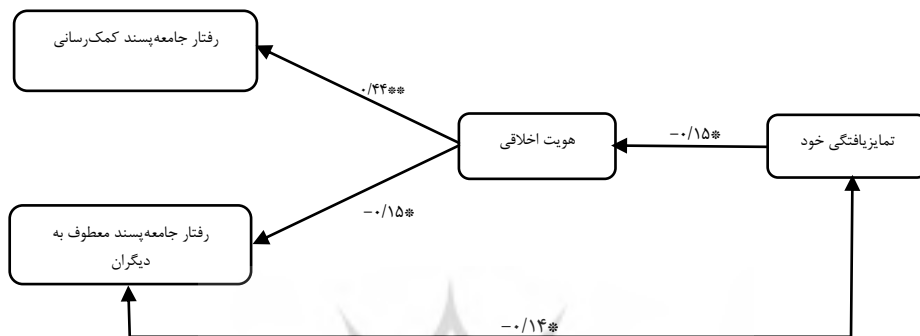 رفتار جامعه‌پسند کمک‌رسانی
۰/۴۴**
هویت اخلاقی
−۰/۱۵*
تمایزیافتگی خود
−۰/۱۵*
رفتار جامعه‌پسند معطوف به
دیگران
−۰/۱۴*